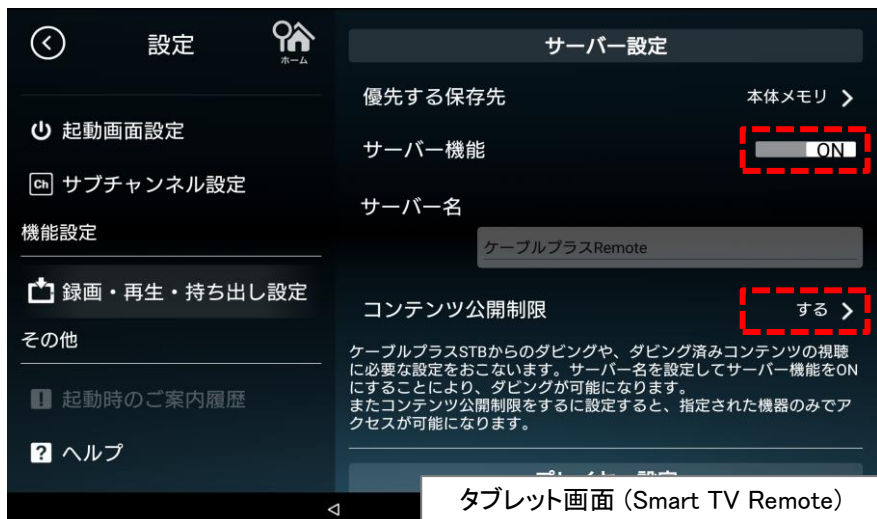 設定
ホーム
起動画面設定
Ch サブチャンネル設定
機能設定
録画・再生・持ち出し設定
その他
起動時のご案内履歴
? ヘルプ
サーバー設定
優先する保存先 本体メモリ
サーバー機能 ON
サーバー名
ケーブルプラスRemote
コンテンツ公開制限 する
ケーブルプラスSTBからのダビングや、ダビング済みコンテンツの視聴
に必要な設定をおこないます。サーバー名を設定してサーバー機能をON
にすることにより、ダビングが可能になります。
またコンテンツ公開制限をするに設定すると、指定された機器のみでア
クセスが可能になります。
タブレット画面 (Smart TV Remote)